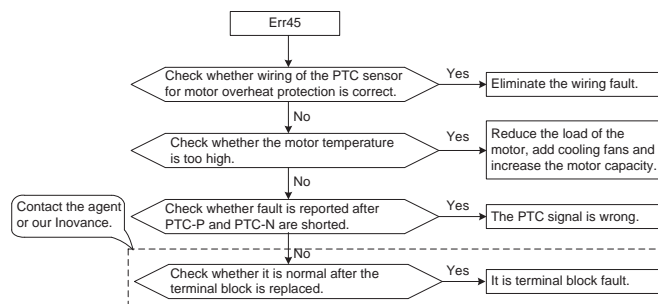 Err45
Check whether wiring of the PTC sensor
for motor overheat protection is correct.
Yes
Eliminate the wiring fault.
No
Check whether the motor temperature
is too high.
Yes
Reduce the load of the
motor, add cooling fans and
increase the motor capacity.
No
Contact the agent
or our Inovance.
Check whether fault is reported after
PTC-P and PTC-N are shorted.
Yes
The PTC signal is wrong.
No
Check whether it is normal after the
terminal block is replaced.
Yes
It is terminal block fault.